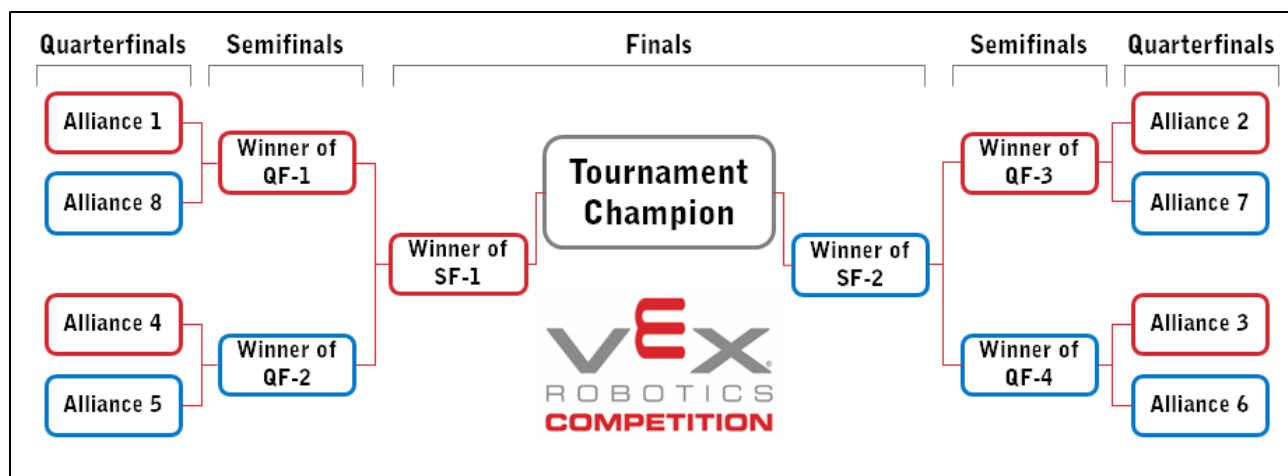 Quarterfinals
Semifinals
Finals
Semifinals
Quarterfinals
Alliance 1
Alliance 8
Alliance 4
Alliance 5
Winner of
QF-1
Winner of
QF-2
Winner of
SF-1
Tournament
Champion
Winner of
SF-2
Winner of
QF-3
Winner of
QF-4
Alliance 2
Alliance 7
Alliance 3
Alliance 6
VEX
ROBOTICS
COMPETITION